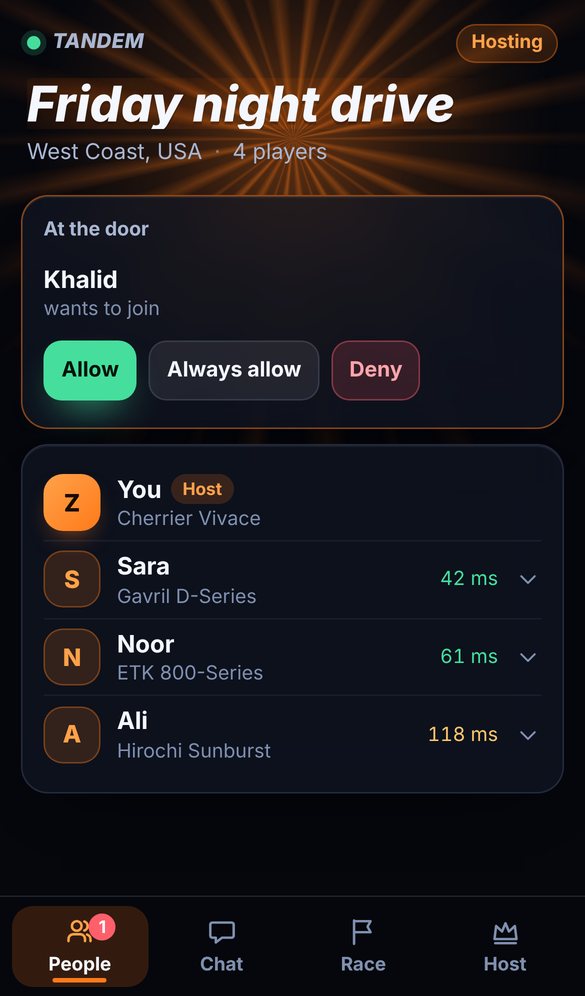 TANDEM
Hosting
Friday night drive
West Coast, USA · 4 players
At the door
Khalid
wants to join
Allow
Always allow
Deny
Z
You
Host
Cherrier Vivace
S
Sara
Gavril D-Series
42 ms
N
Noor
ETK 800-Series
61 ms
A
Ali
Hirochi Sunburst
118 ms
1
People
Chat
Race
Host